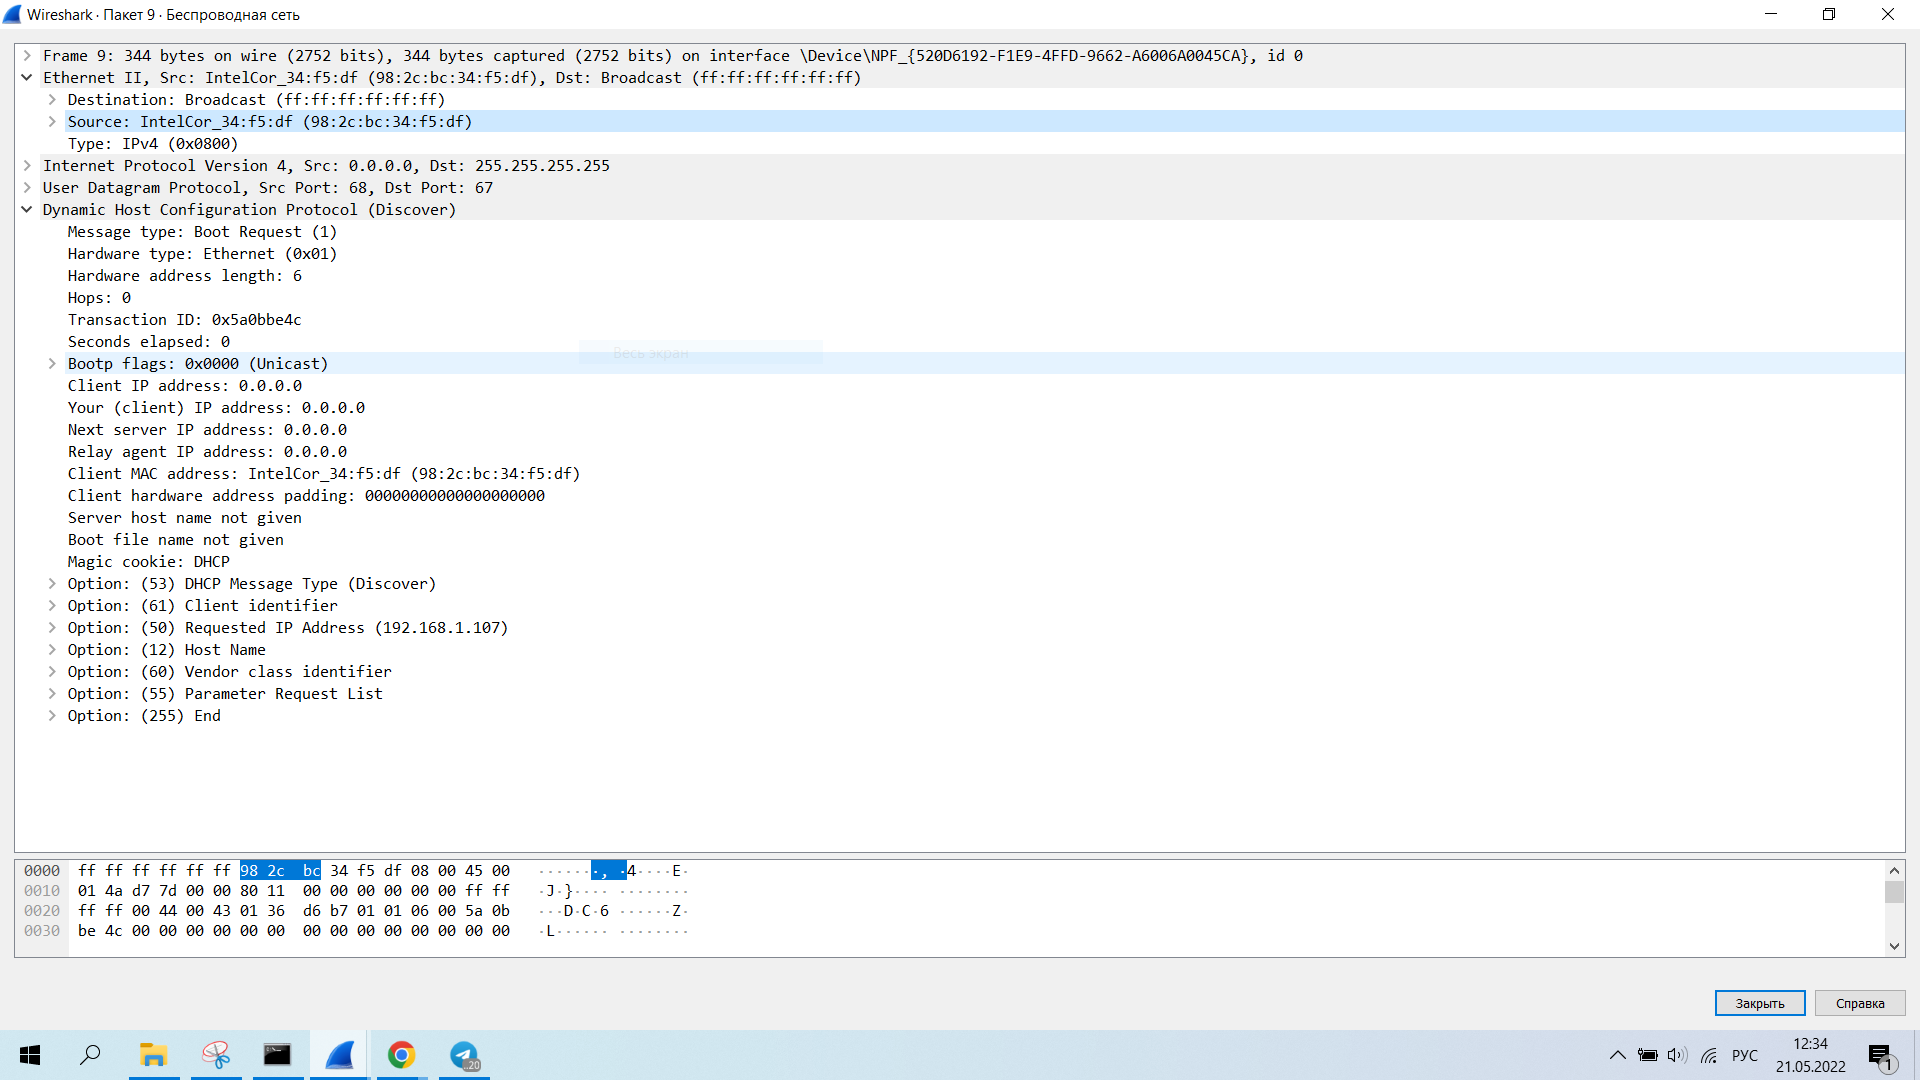 Wireshark · Пакет 9 · Беспроводная сеть
Frame 9: 344 bytes on wire (2752 bits), 344 bytes captured (2752 bits) on interface \Device\NPF_{520D6192-F1E9-4FFD-9662-A6006A0045CA}, id 0
Ethernet II, Src: IntelCor_34:f5:df (98:2c:bc:34:f5:df), Dst: Broadcast (ff:ff:ff:ff:ff:ff)
Destination: Broadcast (ff:ff:ff:ff:ff:ff)
Source: IntelCor_34:f5:df (98:2c:bc:34:f5:df)
Type: IPv4 (0x0800)
Internet Protocol Version 4, Src: 0.0.0.0, Dst: 255.255.255.255
User Datagram Protocol, Src Port: 68, Dst Port: 67
Dynamic Host Configuration Protocol (Discover)
Message type: Boot Request (1)
Hardware type: Ethernet (0x01)
Hardware address length: 6
Hops: 0
Transaction ID: 0x5a0bbe4c
Seconds elapsed: 0
Весь экран
Bootp flags: 0x0000 (Unicast)
Client IP address: 0.0.0.0
Your (client) IP address: 0.0.0.0
Next server IP address: 0.0.0.0
Relay agent IP address: 0.0.0.0
Client MAC address: IntelCor_34:f5:df (98:2c:bc:34:f5:df)
Client hardware address padding: 00000000000000000000
Server host name not given
Boot file name not given
Magic cookie: DHCP
Option: (53) DHCP Message Type (Discover)
Option: (61) Client identifier
Option: (50) Requested IP Address (192.168.1.107)
Option: (12) Host Name
Option: (60) Vendor class identifier
Option: (55) Parameter Request List
Option: (255) End
0000 ff ff ff ff ff ff 98 2c bc 34 f5 df 08 00 45 00 ·······, ·4····E·
0010 01 4a d7 7d 00 00 80 11 00 00 00 00 00 00 ff ff ·J·}···· ········
0020 ff ff 00 44 00 43 01 36 d6 b7 01 01 06 00 5a 0b ···D·C·6 ······Z·
0030 be 4c 00 00 00 00 00 00 00 00 00 00 00 00 00 00 ·L······ ········
Закрыть
Справка
..20
РУС
12:34
21.05.2022
1